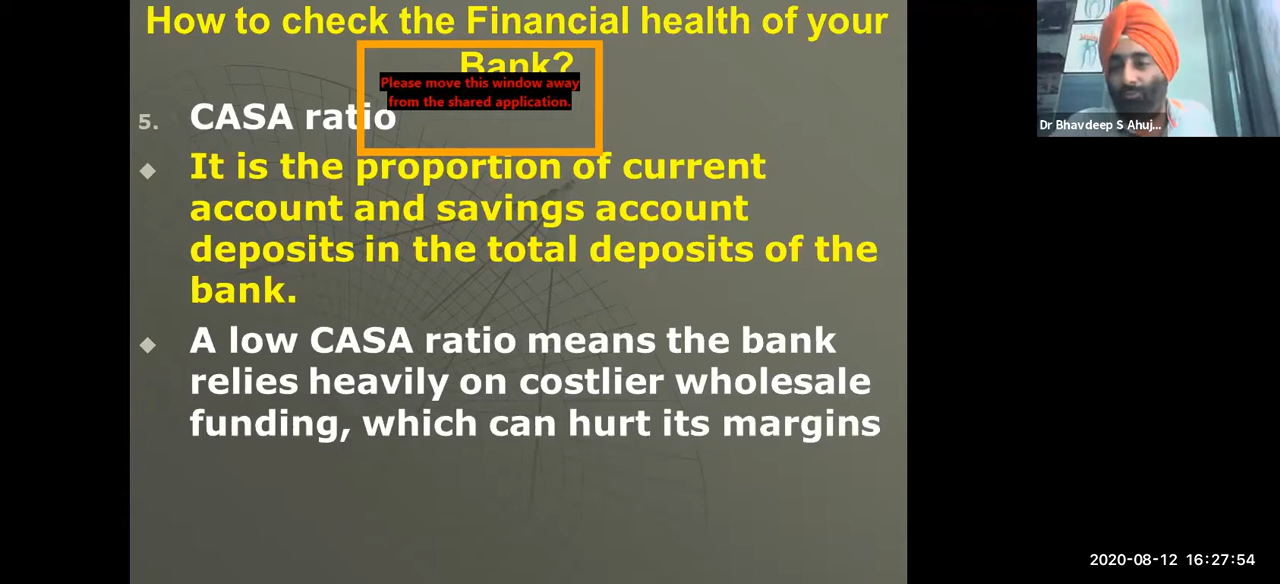 How to check the Financial health of your
Bank?
Please move this window away
from the shared application.
5. CASA ratio
It is the proportion of current
account and savings account
deposits in the total deposits of the
bank.
A low CASA ratio means the bank
relies heavily on costlier wholesale
funding, which can hurt its margins
Dr Bhavdeep S Ahuj...
2020-08-12 16:27:54